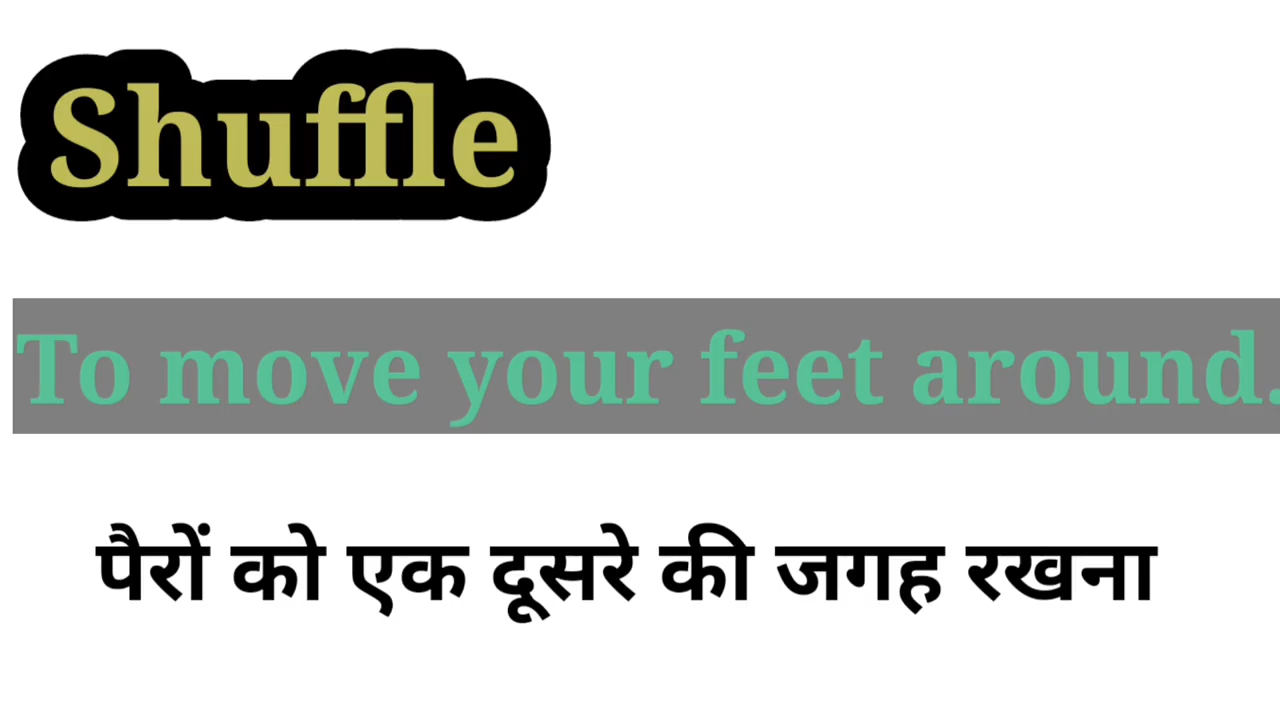 Shuffle
To move your feet around.
पैरों को एक दूसरे की जगह रखना